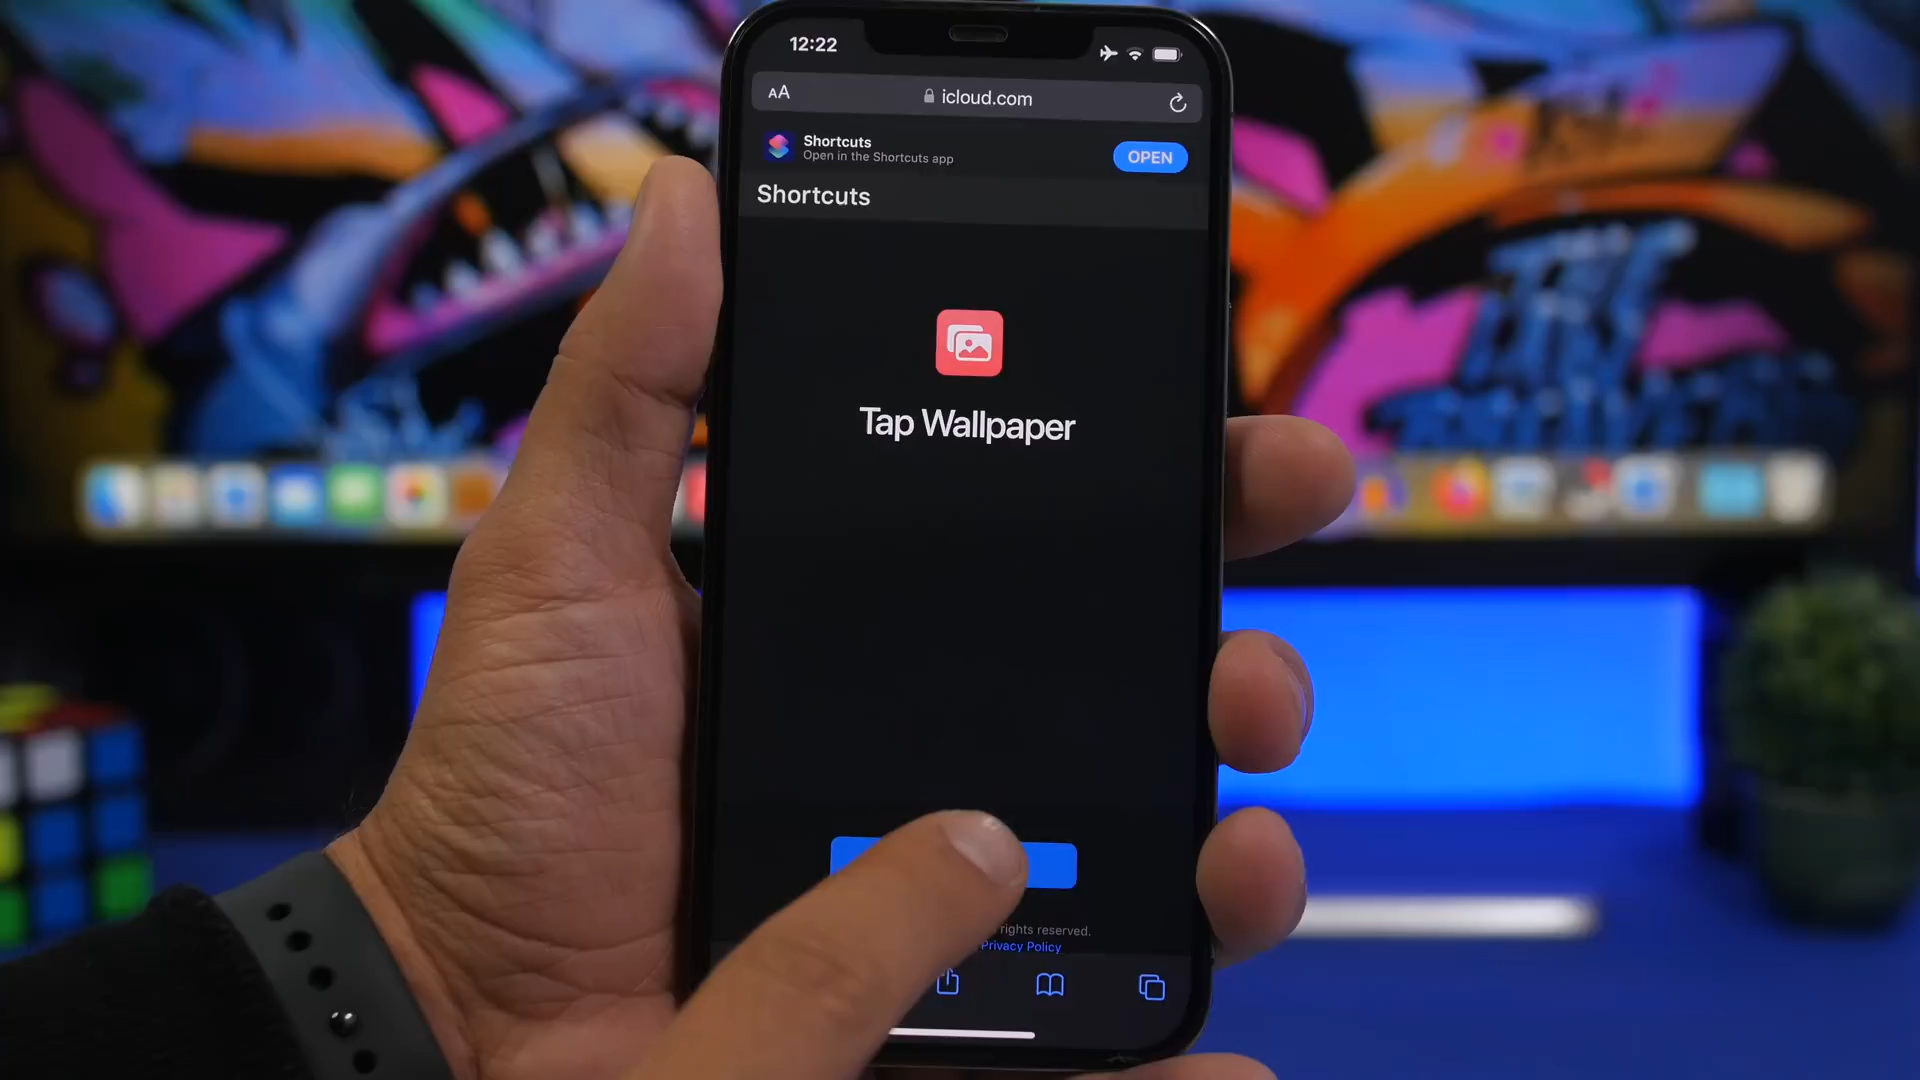 12:22
AA
icloud.com
Shortcuts
Open in the Shortcuts app
OPEN
Shortcuts
Tap Wallpaper
rights reserved.
Privacy Policy